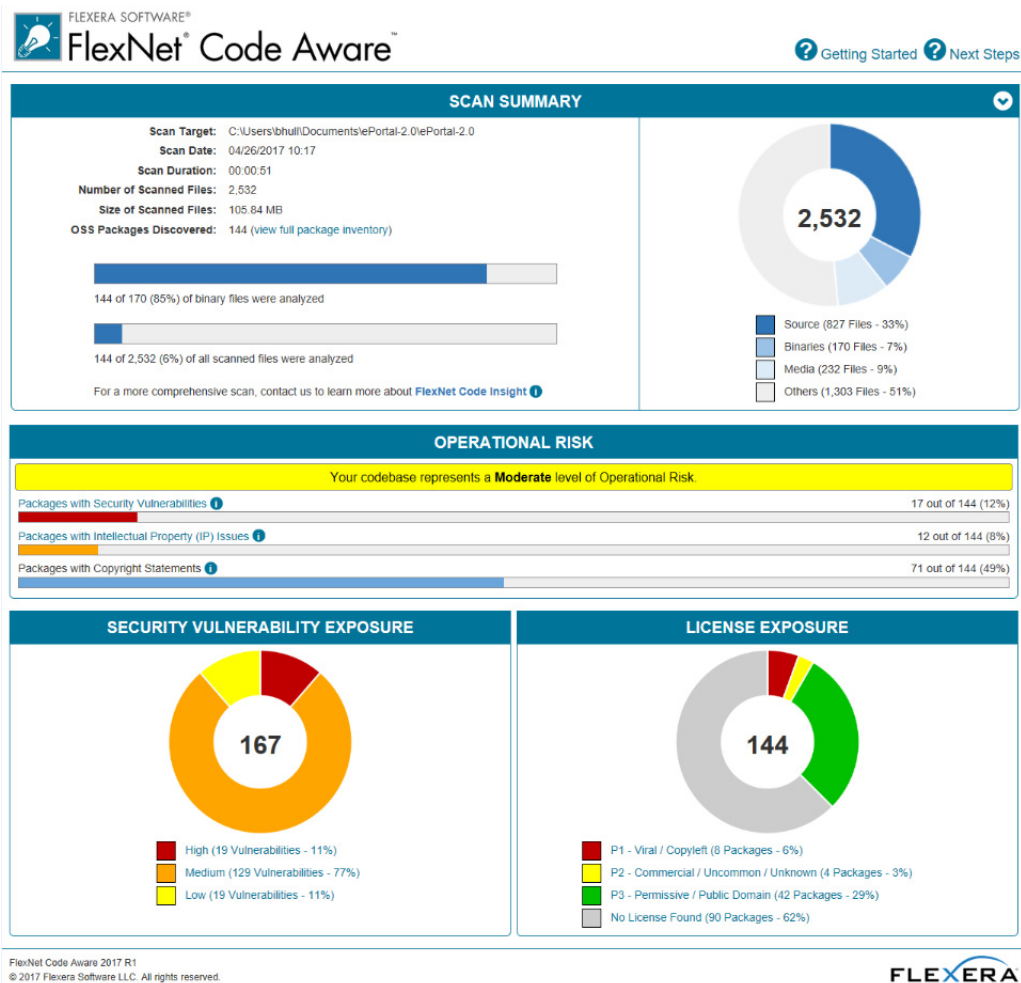 FLEXERA SOFTWARE®
FlexNet® Code Aware™
? Getting Started ? Next Steps
SCAN SUMMARY
Scan Target: C:\Users\bhull\Documents\ePortal-2.0\ePortal-2.0
Scan Date: 04/26/2017 10:17
Scan Duration: 00:00:51
Number of Scanned Files: 2,532
Size of Scanned Files: 105.84 MB
OSS Packages Discovered: 144 (view full package inventory)
144 of 170 (85%) of binary files were analyzed
144 of 2,532 (6%) of all scanned files were analyzed
For a more comprehensive scan, contact us to learn more about FlexNet Code Insight i
2,532
Source (827 Files - 33%)
Binaries (170 Files - 7%)
Media (232 Files - 9%)
Others (1,303 Files - 51%)
OPERATIONAL RISK
Your codebase represents a Moderate level of Operational Risk.
Packages with Security Vulnerabilities i 17 out of 144 (12%)
Packages with Intellectual Property (IP) Issues i 12 out of 144 (8%)
Packages with Copyright Statements i 71 out of 144 (49%)
SECURITY VULNERABILITY EXPOSURE
167
High (19 Vulnerabilities - 11%)
Medium (129 Vulnerabilities - 77%)
Low (19 Vulnerabilities - 11%)
LICENSE EXPOSURE
144
P1 - Viral / Copyleft (8 Packages - 6%)
P2 - Commercial / Uncommon / Unknown (4 Packages - 3%)
P3 - Permissive / Public Domain (42 Packages - 29%)
No License Found (90 Packages - 62%)
FlexNet Code Aware 2017 R1
© 2017 Flexera Software LLC. All rights reserved.
FLEXERA